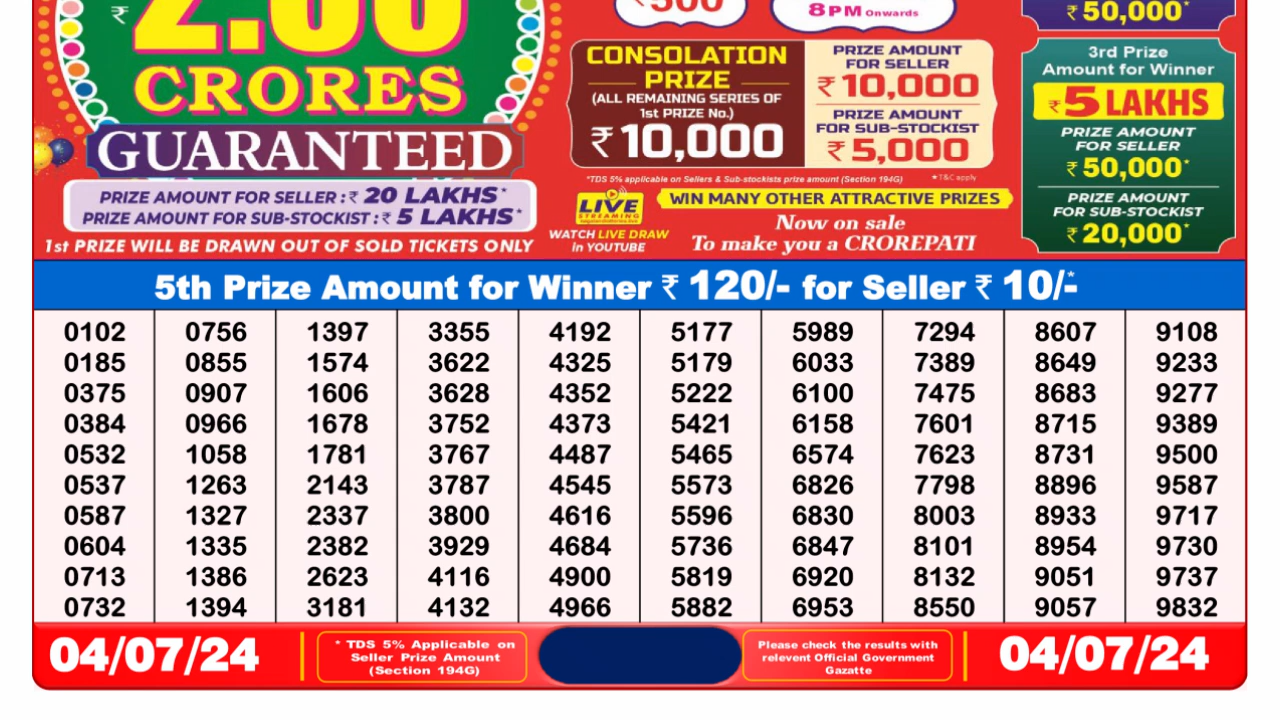 ₹ 2.00
CRORES
GUARANTEED
PRIZE AMOUNT FOR SELLER : ₹ 20 LAKHS*
PRIZE AMOUNT FOR SUB-STOCKIST : ₹ 5 LAKHS*
1st PRIZE WILL BE DRAWN OUT OF SOLD TICKETS ONLY
₹500
8PM Onwards
CONSOLATION
PRIZE
(ALL REMAINING SERIES OF
1st PRIZE No.)
₹ 10,000
PRIZE AMOUNT
FOR SELLER
₹ 10,000
PRIZE AMOUNT
FOR SUB-STOCKIST
₹ 5,000
*TDS 5% applicable on Sellers & Sub-stockists prize amount (Section 194G)
*T&C apply
LIVE
STREAMING
WATCH LIVE DRAW
in YOUTUBE
WIN MANY OTHER ATTRACTIVE PRIZES
Now on sale
To make you a CROREPATI
₹ 50,000*
3rd Prize
Amount for Winner
₹ 5 LAKHS
PRIZE AMOUNT
FOR SELLER
₹ 50,000*
PRIZE AMOUNT
FOR SUB-STOCKIST
₹ 20,000*
5th Prize Amount for Winner ₹ 120/- for Seller ₹ 10/-*
0102 0756 1397 3355 4192 5177 5989 7294 8607 9108
0185 0855 1574 3622 4325 5179 6033 7389 8649 9233
0375 0907 1606 3628 4352 5222 6100 7475 8683 9277
0384 0966 1678 3752 4373 5421 6158 7601 8715 9389
0532 1058 1781 3767 4487 5465 6574 7623 8731 9500
0537 1263 2143 3787 4545 5573 6826 7798 8896 9587
0587 1327 2337 3800 4616 5596 6830 8003 8933 9717
0604 1335 2382 3929 4684 5736 6847 8101 8954 9730
0713 1386 2623 4116 4900 5819 6920 8132 9051 9737
0732 1394 3181 4132 4966 5882 6953 8550 9057 9832
04/07/24
* TDS 5% Applicable on
Seller Prize Amount
(Section 194G)
Please check the results with
relevent Official Government
Gazatte
04/07/24